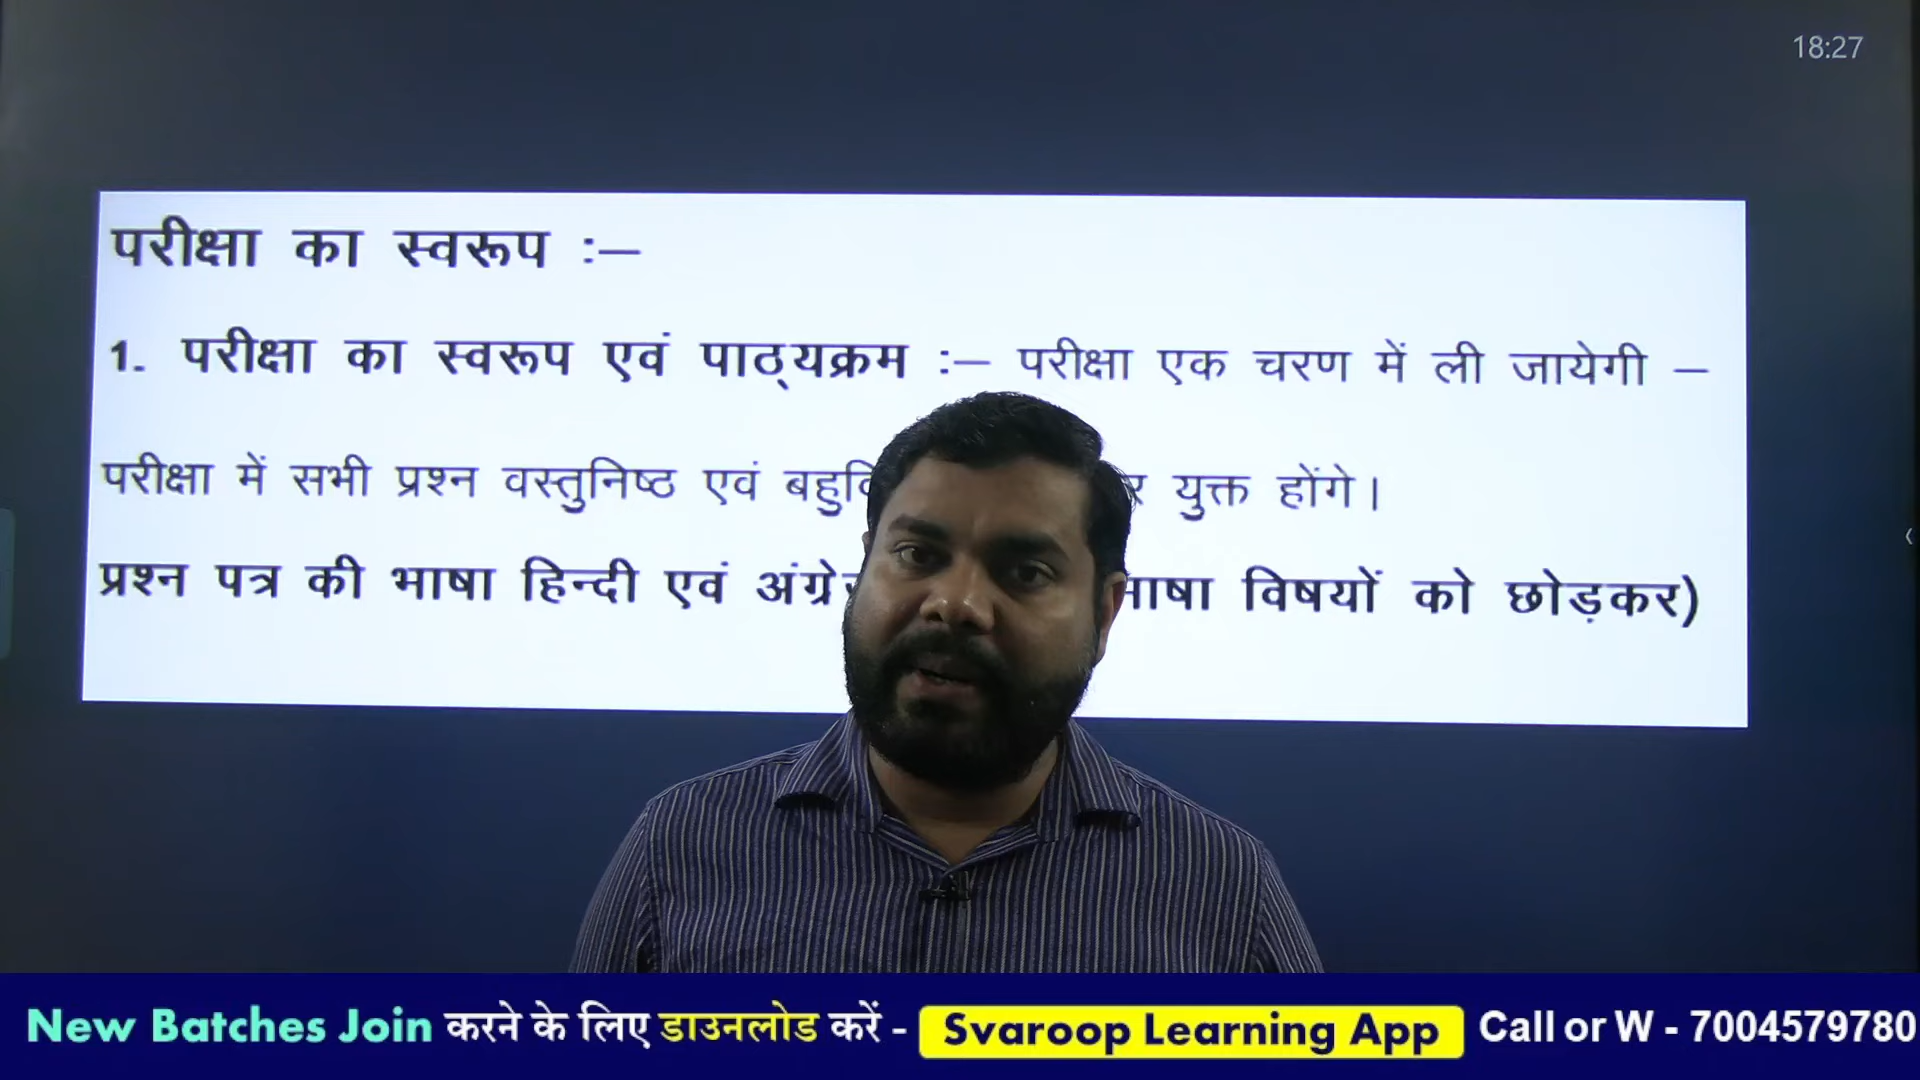 18:27
परीक्षा का स्वरूप :–
1. परीक्षा का स्वरूप एवं पाठ्यक्रम :– परीक्षा एक चरण में ली जायेगी –
परीक्षा में सभी प्रश्न वस्तुनिष्ठ एवं युक्त होंगे।
प्रश्न पत्र की भाषा हिन्दी एवं विषयों को छोड़कर)
New Batches Join करने के लिए डाउनलोड करें - Svaroop Learning App Call or W - 7004579780